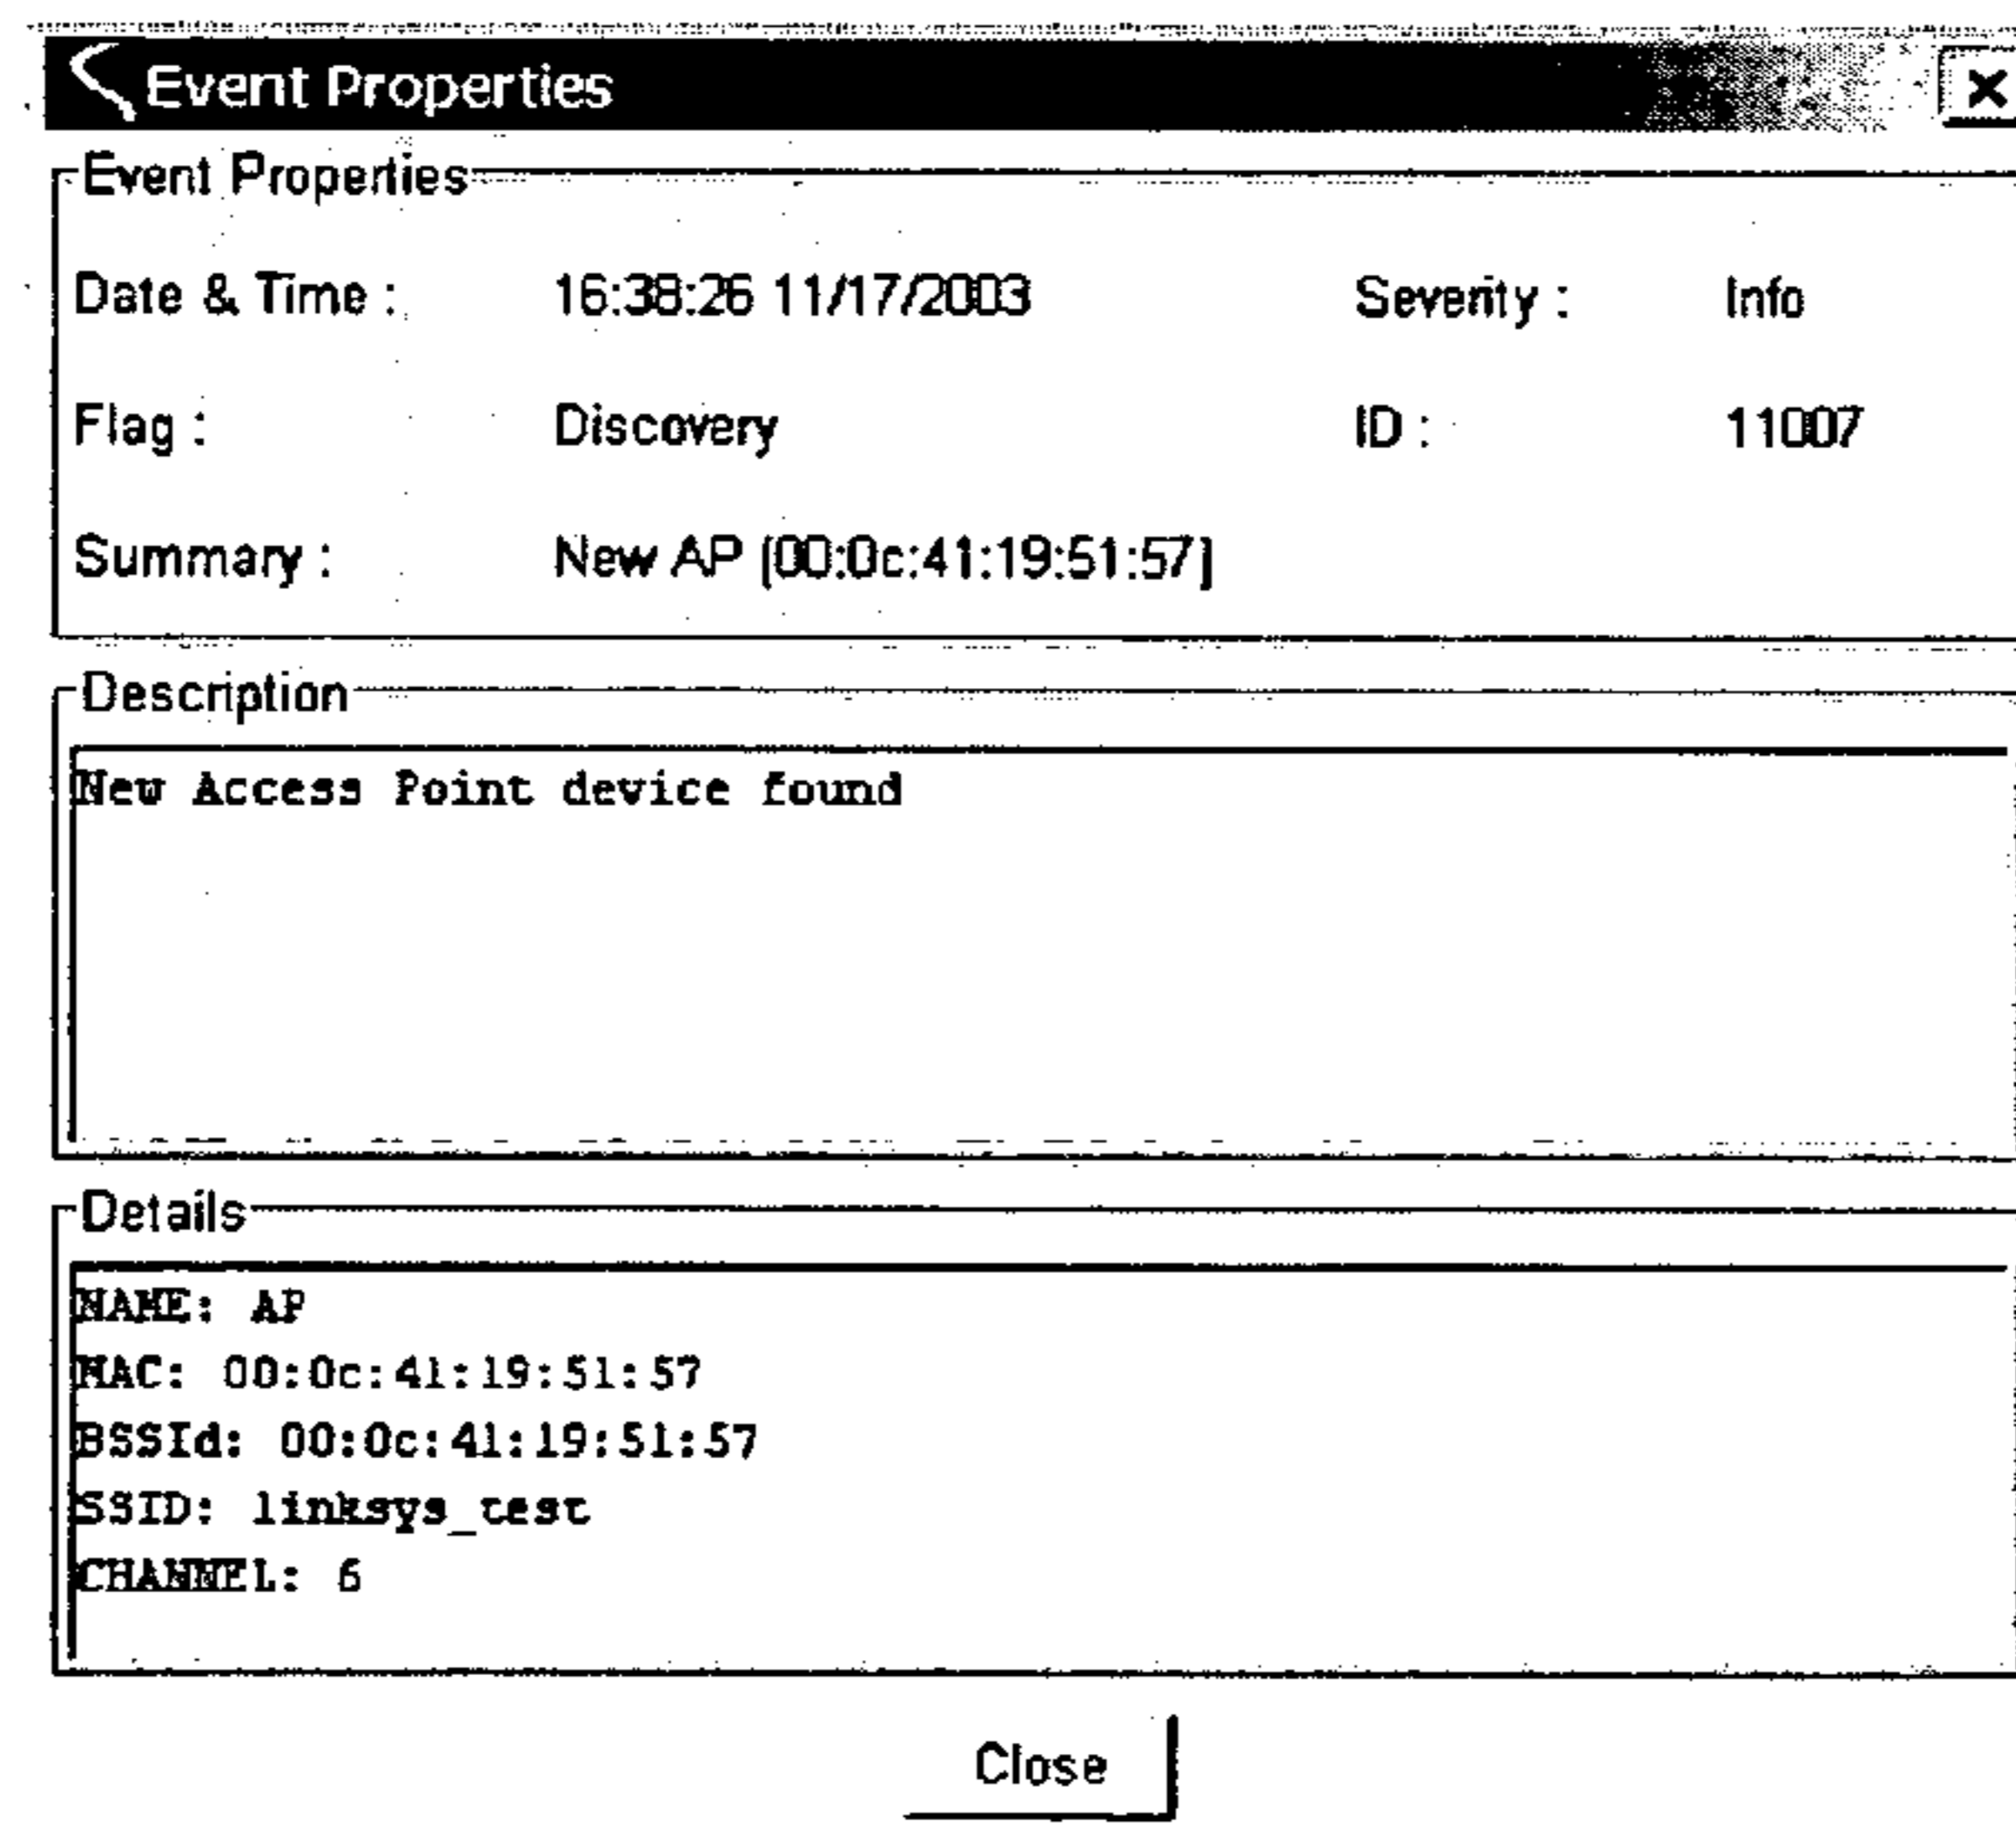 Event Properties
Event Properties
Date & Time : 16:38:26 11/17/2003 Severity : Info
Flag : Discovery ID : 11007
Summary : New AP [00:0c:41:19:51:57]
Description
New Access Point device found
Details
NAME: AP
MAC: 00:0c:41:19:51:57
BSSId: 00:0c:41:19:51:57
SSID: linksys_test
CHANNEL: 6
Close